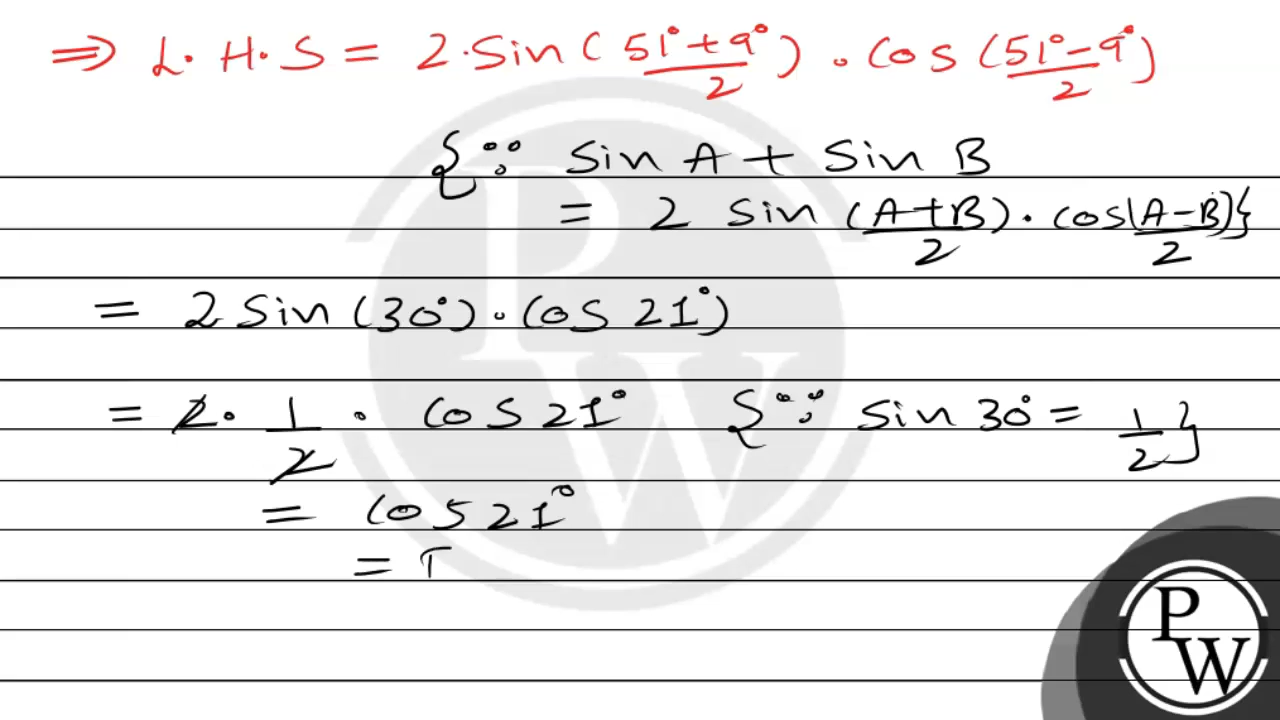 ⇒ L.H.S = 2.Sin(51°+9°/2) . Cos(51°-9°/2)
{∵ Sin A + Sin B
= 2 Sin (A+B/2) . Cos(A-B/2)}
= 2 Sin (30°) . Cos 21°)
= 2 . 1/2 . Cos 21° {∵ Sin 30° = 1/2}
= Cos 21°
=
P
W